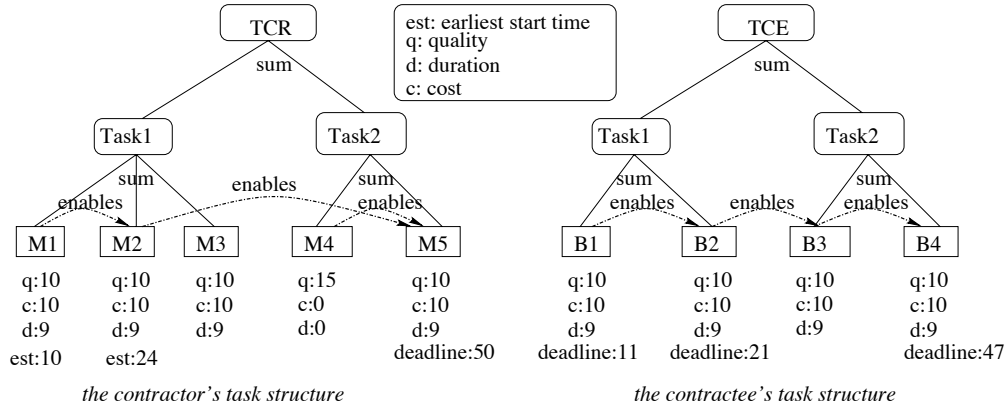 TCR
est: earliest start time
q: quality
d: duration
c: cost
TCE
sum
sum
Task1
Task2
Task1
Task2
sum
enables
enables
sum
enables
sum
enables
enables
sum
enables
M1
M2
M3
M4
M5
B1
B2
B3
B4
q:10
q:10
q:10
q:15
q:10
q:10
q:10
q:10
q:10
c:10
c:10
c:10
c:0
c:10
c:10
c:10
c:10
c:10
d:9
d:9
d:9
d:0
d:9
d:9
d:9
d:9
d:9
est:10
est:24
deadline:50
deadline:11
deadline:21
deadline:47
the contractor's task structure
the contractee's task structure